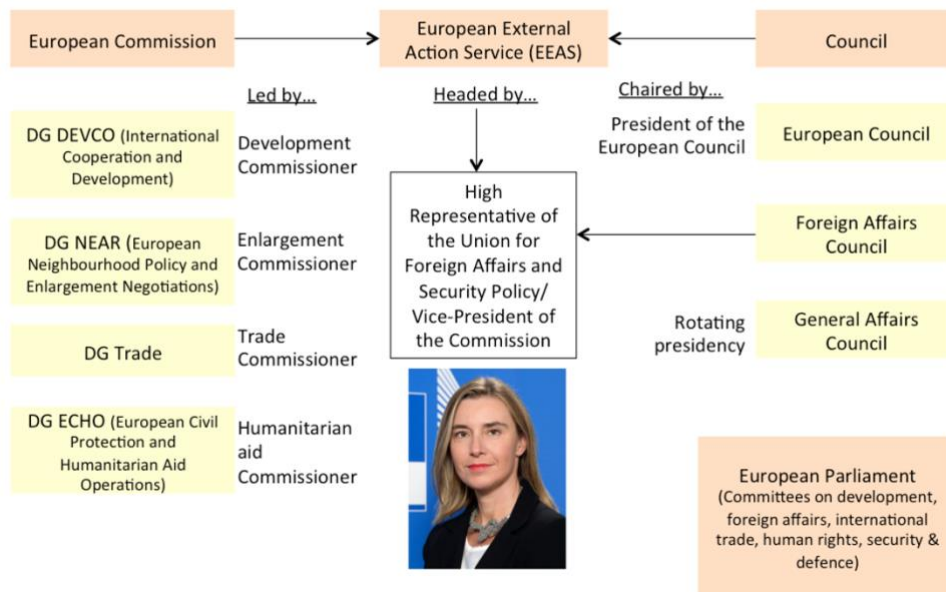 European Commission
European External
Action Service (EEAS)
Council
Led by...
Headed by...
Chaired by...
DG DEVCO (International
Cooperation and
Development)
Development
Commissioner
President of the
European Council
European Council
High
Representative of
the Union for
Foreign Affairs and
Security Policy/
Vice-President of
the Commission
DG NEAR (European
Neighbourhood Policy and
Enlargement Negotiations)
Enlargement
Commissioner
Foreign Affairs
Council
DG Trade
Trade
Commissioner
Rotating
presidency
General Affairs
Council
DG ECHO (European Civil
Protection and
Humanitarian Aid
Operations)
Humanitarian
aid
Commissioner
European Parliament
(Committees on development,
foreign affairs, international
trade, human rights, security &
defence)